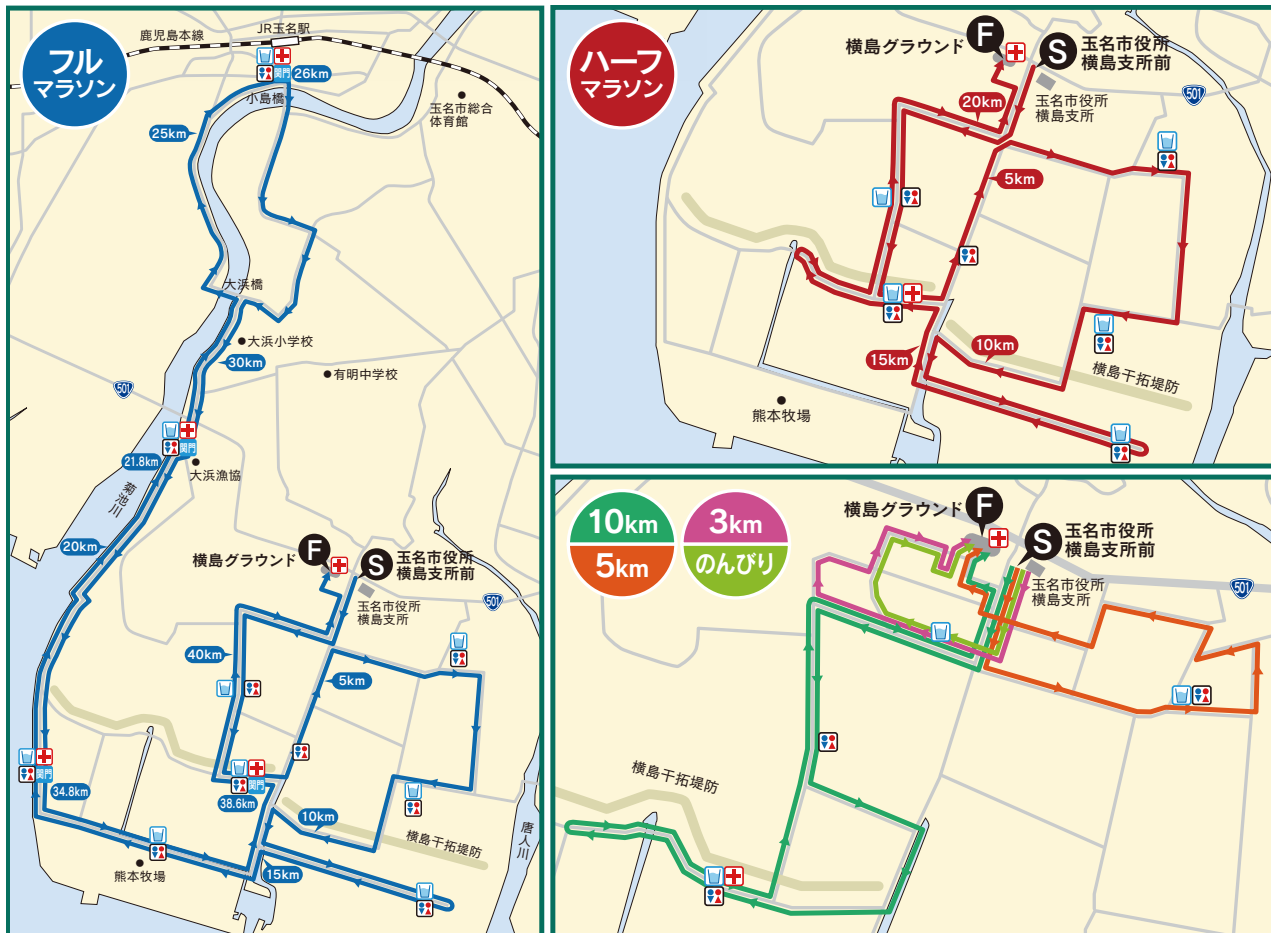 フル
マラソン
鹿児島本線
JR玉名駅
関門
26km
小島橋
25km
玉名市総合
体育館
大浜橋
大浜小学校
30km
有明中学校
501
関門
21.8km
大浜漁協
菊池川
20km
横島グラウンド
F
S
玉名市役所
横島支所前
玉名市役所
横島支所
501
40km
5km
関門
34.8km
関門
38.6km
10km
横島干拓堤防
唐人川
熊本牧場
15km
ハーフ
マラソン
横島グラウンド
F
S
玉名市役所
横島支所前
玉名市役所
横島支所
501
20km
5km
10km
15km
横島干拓堤防
熊本牧場
10km
5km
3km
のんびり
横島グラウンド
F
S
玉名市役所
横島支所前
玉名市役所
横島支所
501
横島干拓堤防